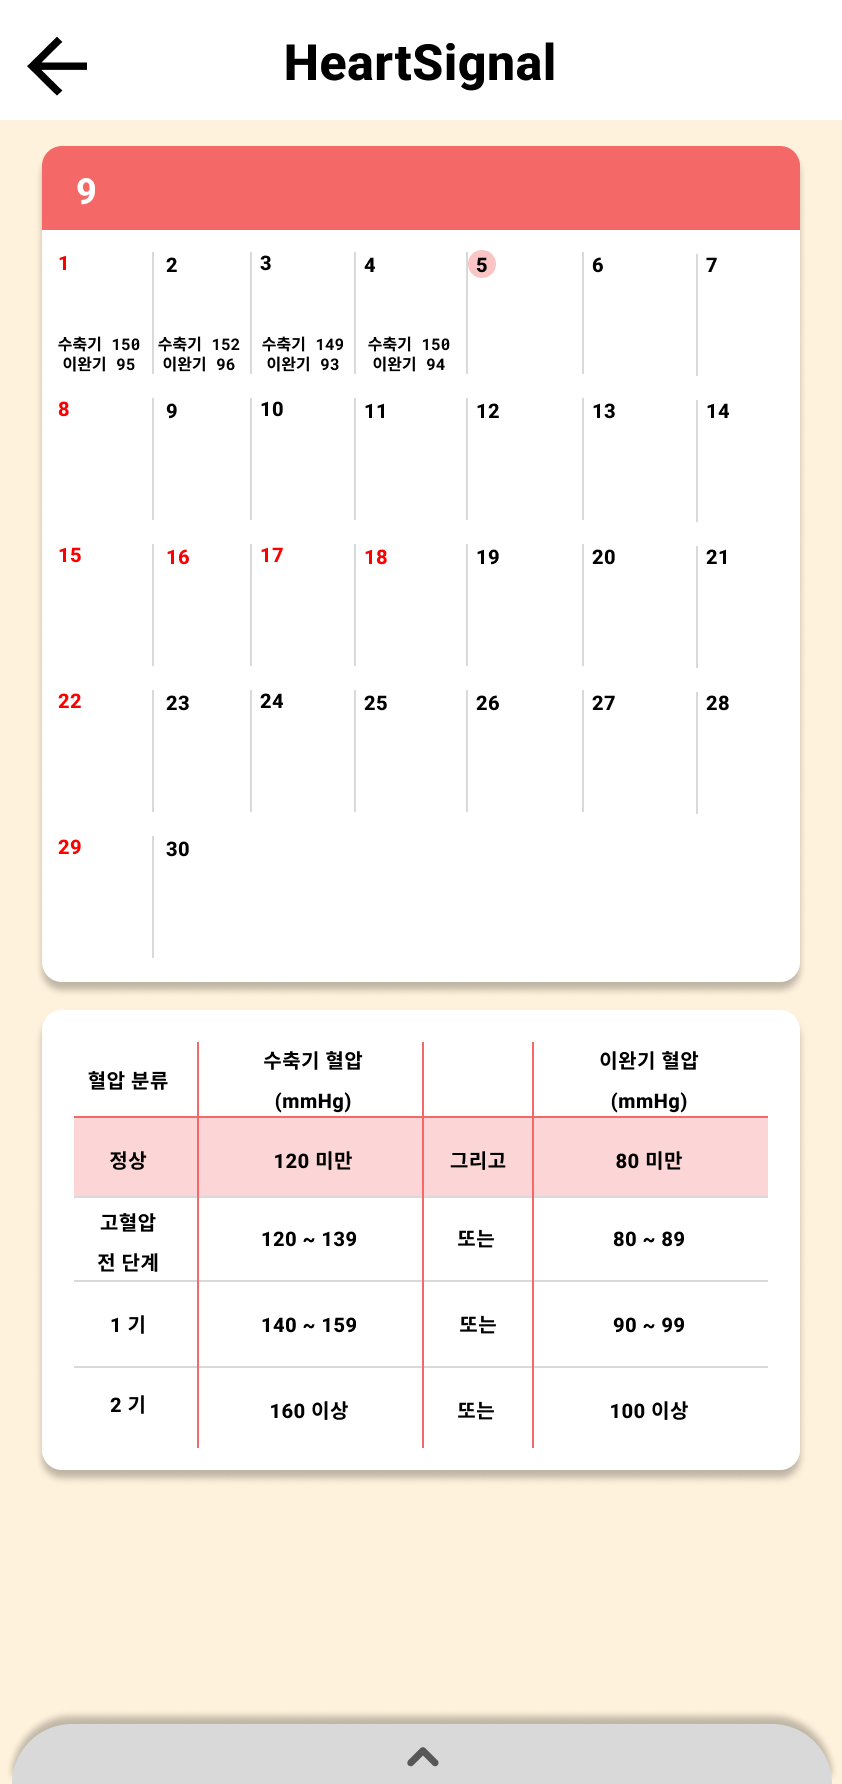 HeartSignal
9
1 2 3 4 5 6 7
수축기 150 수축기 152 수축기 149 수축기 150
이완기 95 이완기 96 이완기 93 이완기 94
8 9 10 11 12 13 14
15 16 17 18 19 20 21
22 23 24 25 26 27 28
29 30
혈압 분류 수축기 혈압 이완기 혈압
(mmHg) (mmHg)
정상 120 미만 그리고 80 미만
고혈압
전 단계 120 ~ 139 또는 80 ~ 89
1 기 140 ~ 159 또는 90 ~ 99
2 기 160 이상 또는 100 이상